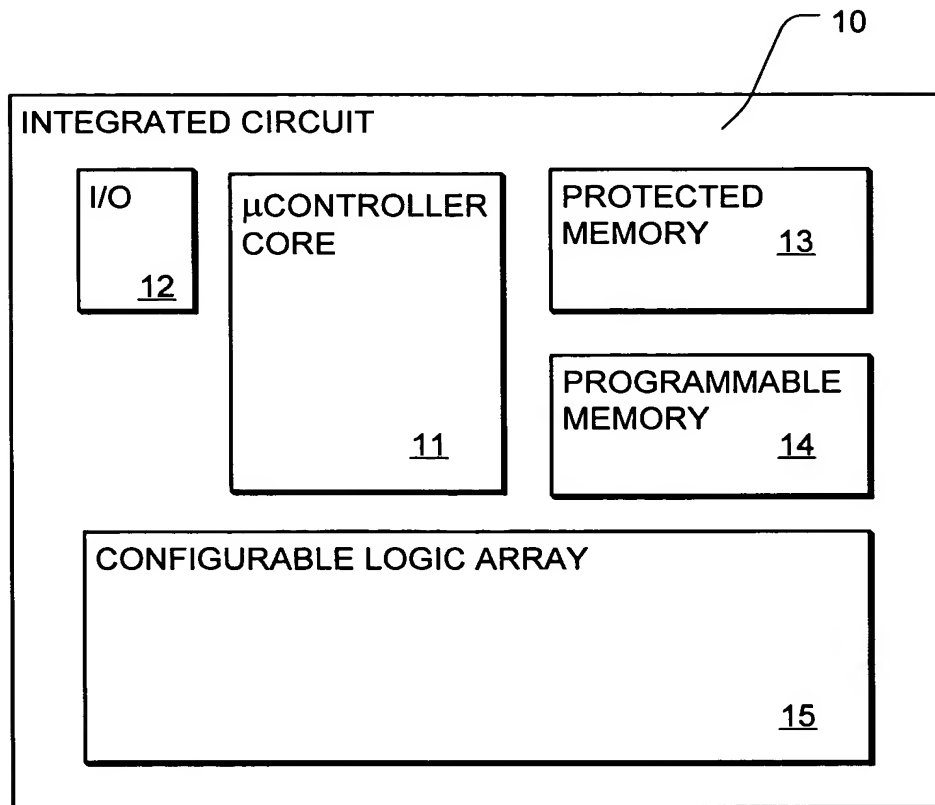 10
INTEGRATED CIRCUIT
I/O
12
μCONTROLLER
CORE
11
PROTECTED
MEMORY
13
PROGRAMMABLE
MEMORY
14
CONFIGURABLE LOGIC ARRAY
15